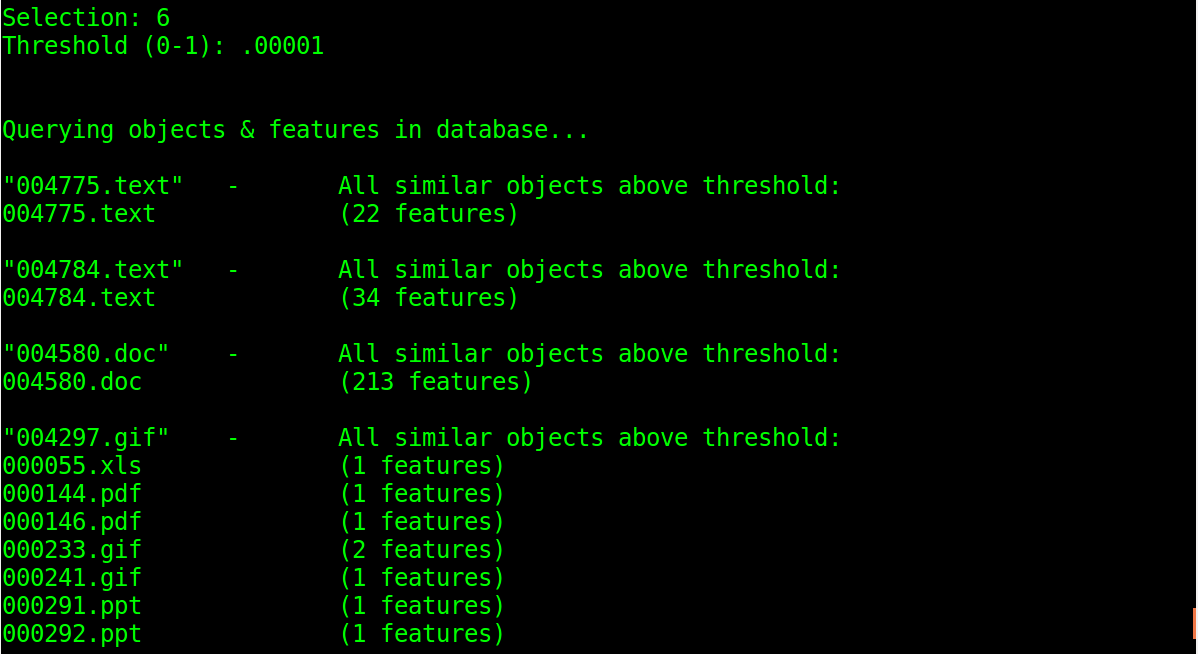 Selection: 6
Threshold (0-1): .00001
Querying objects & features in database...
"004775.text" - All similar objects above threshold:
004775.text (22 features)
"004784.text" - All similar objects above threshold:
004784.text (34 features)
"004580.doc" - All similar objects above threshold:
004580.doc (213 features)
"004297.gif" - All similar objects above threshold:
000055.xls (1 features)
000144.pdf (1 features)
000146.pdf (1 features)
000233.gif (2 features)
000241.gif (1 features)
000291.ppt (1 features)
000292.ppt (1 features)